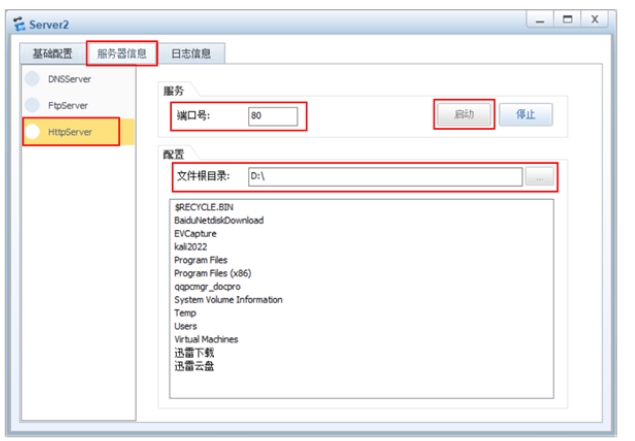 Server2
基础配置 服务器信息 日志信息
DNSServer
FtpServer
HttpServer
服务
端口号: 80 启动 停止
配置
文件根目录: D:\ ...
$RECYCLE.BIN
BaiduNetdiskDownload
EVCapture
kali2022
Program Files
Program Files (x86)
qqpcmgr_docpro
System Volume Information
Temp
Users
Virtual Machines
迅雷下载
迅雷云盘